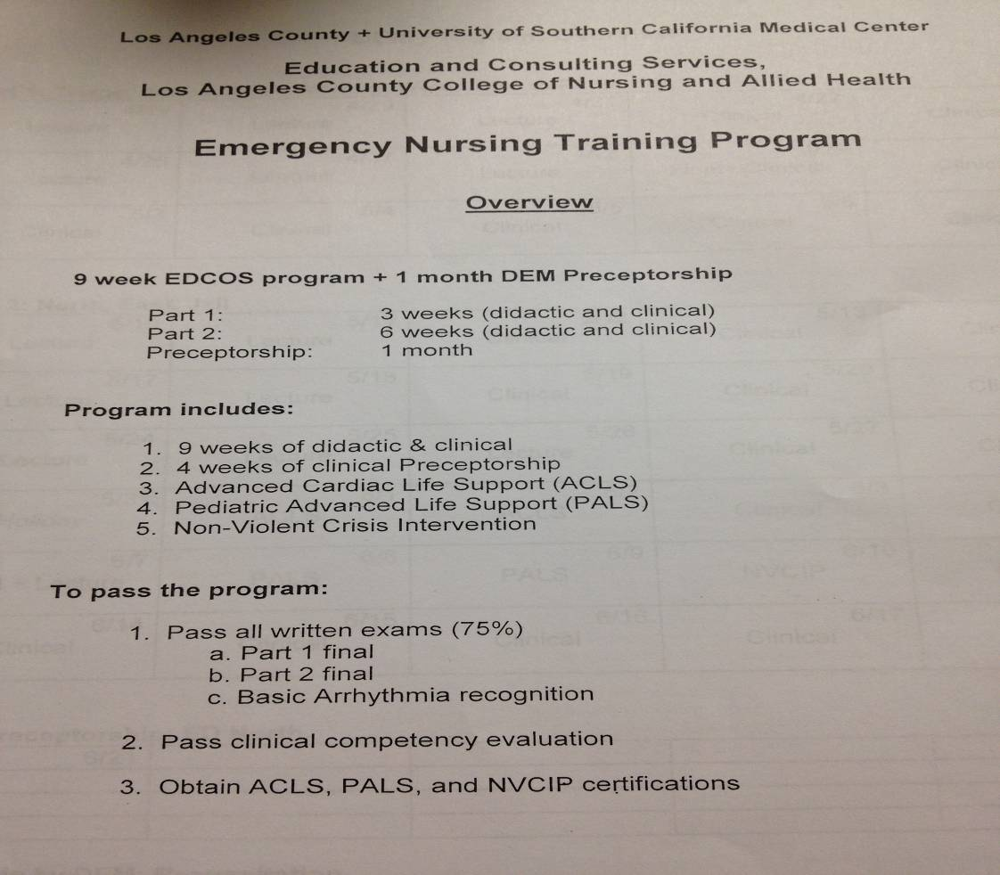 Los Angeles County + University of Southern California Medical Center
Education and Consulting Services,
Los Angeles County College of Nursing and Allied Health
Emergency Nursing Training Program
Overview
9 week EDCOS program + 1 month DEM Preceptorship
Part 1: 3 weeks (didactic and clinical)
Part 2: 6 weeks (didactic and clinical)
Preceptorship: 1 month
Program includes:
1. 9 weeks of didactic & clinical
2. 4 weeks of clinical Preceptorship
3. Advanced Cardiac Life Support (ACLS)
4. Pediatric Advanced Life Support (PALS)
5. Non-Violent Crisis Intervention
To pass the program:
1. Pass all written exams (75%)
a. Part 1 final
b. Part 2 final
c. Basic Arrhythmia recognition
2. Pass clinical competency evaluation
3. Obtain ACLS, PALS, and NVCIP certifications